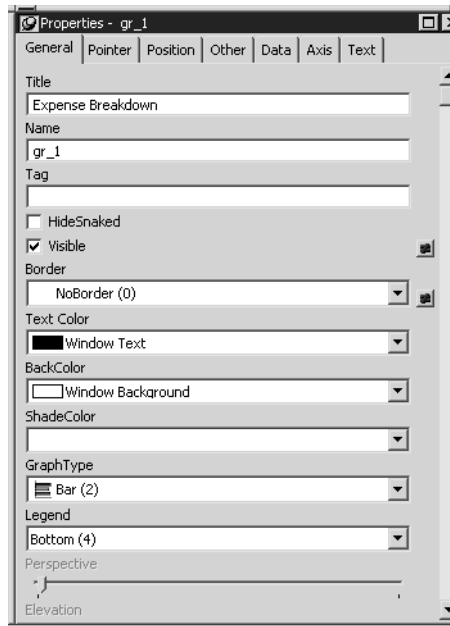 Properties - gr_1
General Pointer Position Other Data Axis Text
Title
Expense Breakdown
Name
gr_1
Tag
HideSnaked
Visible
Border
NoBorder (0)
Text Color
Window Text
BackColor
Window Background
ShadeColor
GraphType
Bar (2)
Legend
Bottom (4)
Perspective
Elevation